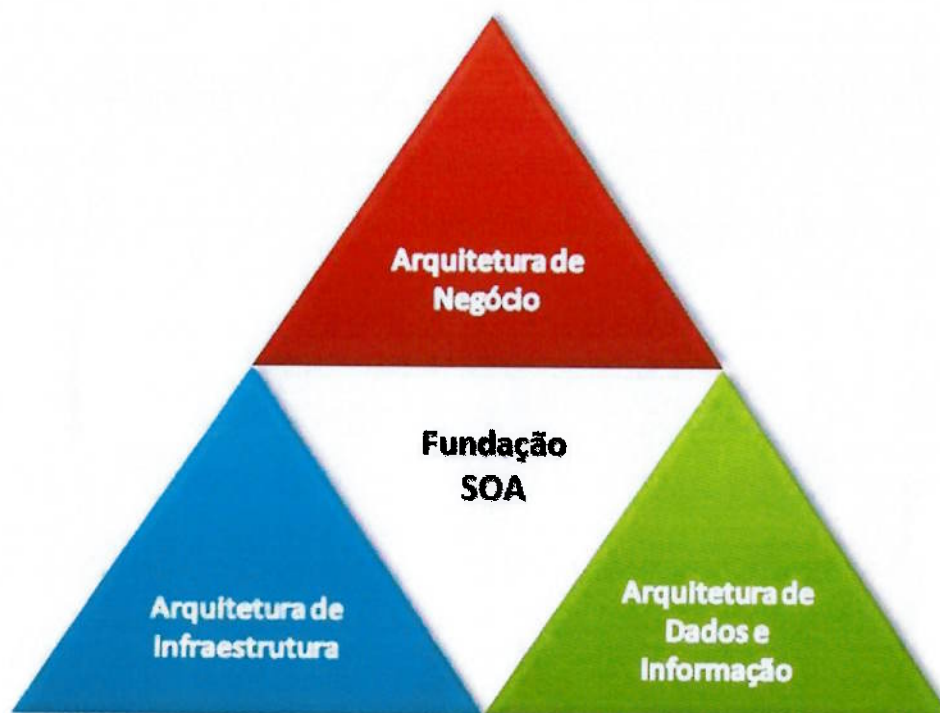 Arquitetura de
Negócio
Fundação
SOA
Arquitetura de
Infraestrutura
Arquitetura de
Dados e
Informação